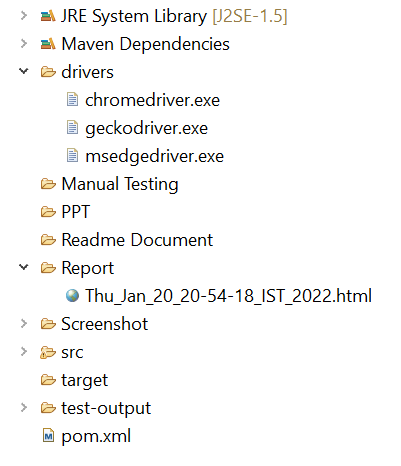 JRE System Library [J2SE-1.5]
Maven Dependencies
drivers
chromedriver.exe
geckodriver.exe
msedgedriver.exe
Manual Testing
PPT
Readme Document
Report
Thu_Jan_20_20-54-18_IST_2022.html
Screenshot
src
target
test-output
pom.xml